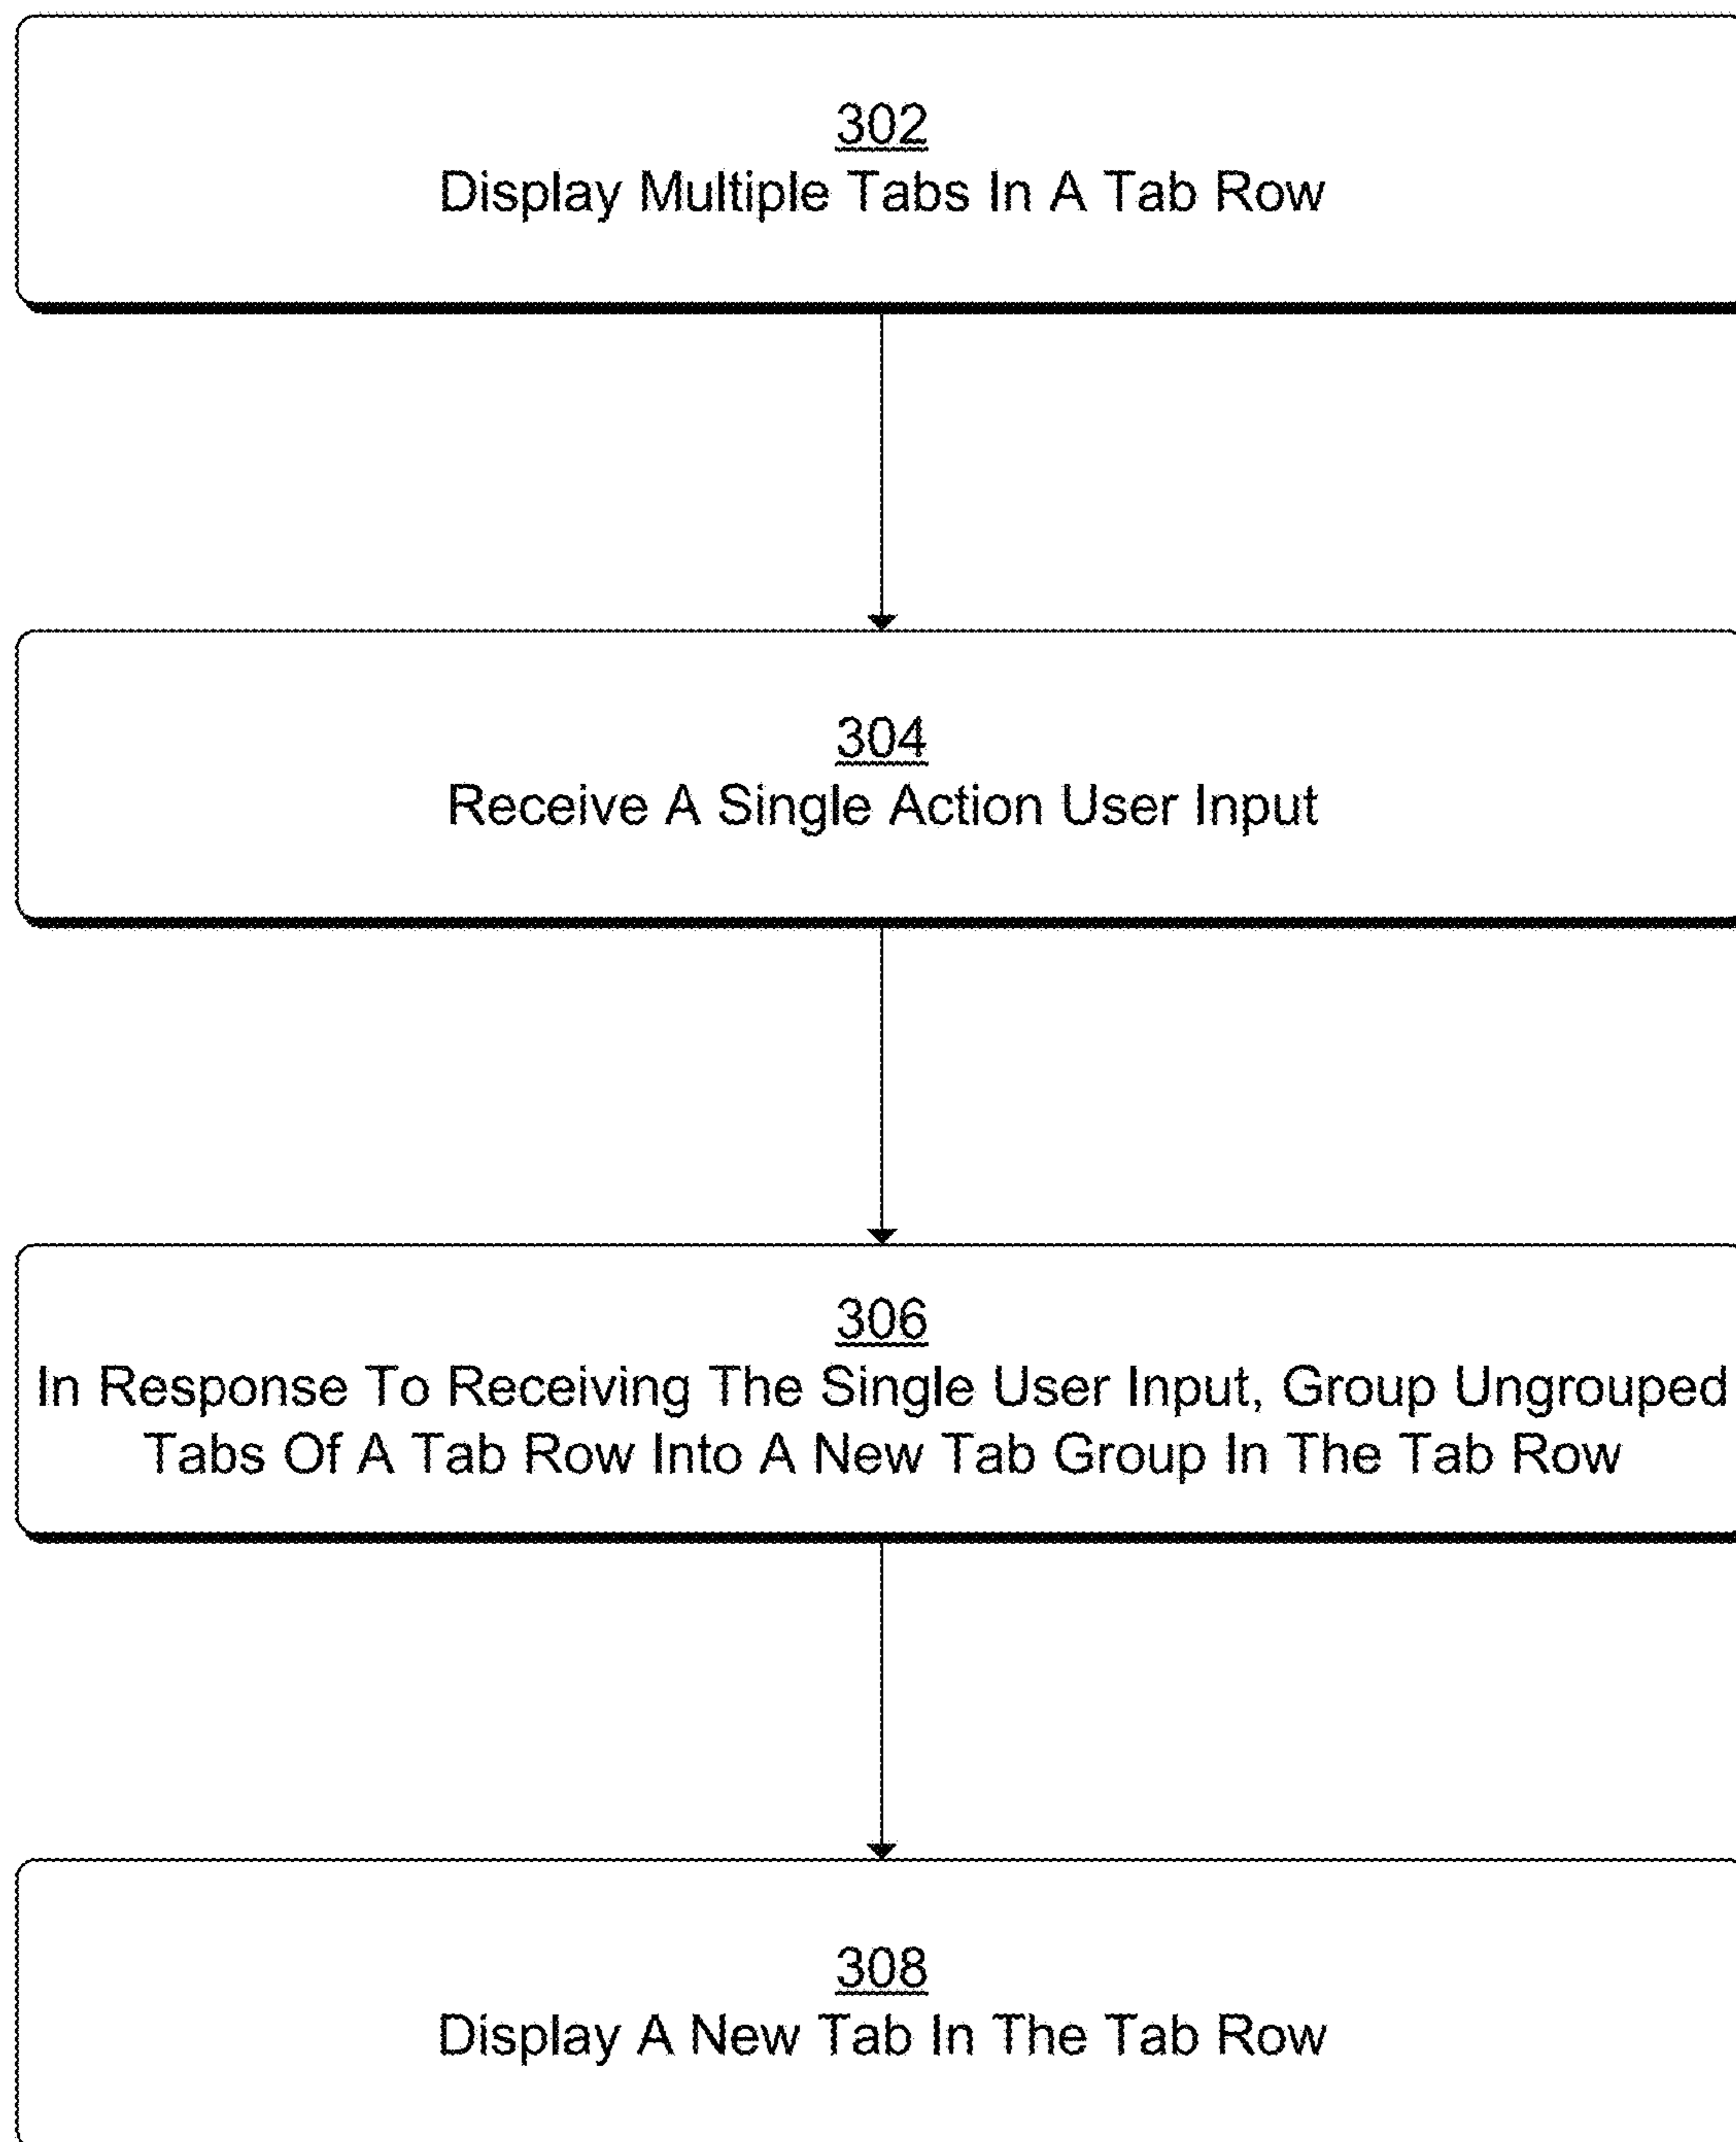 302
Display Multiple Tabs In A Tab Row
304
Receive A Single Action User Input
306
In Response To Receiving The Single User Input, Group Ungrouped
Tabs Of A Tab Row Into A New Tab Group In The Tab Row
308
Display A New Tab In The Tab Row